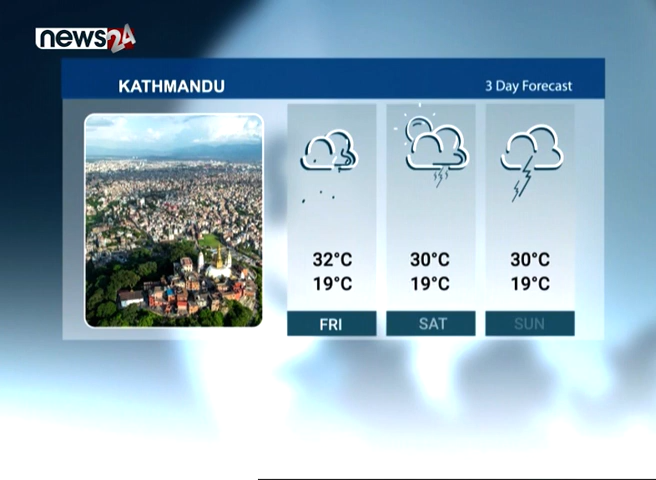 news24
KATHMANDU
3 Day Forecast
32°C 30°C 30°C
19°C 19°C 19°C
FRI SAT SUN